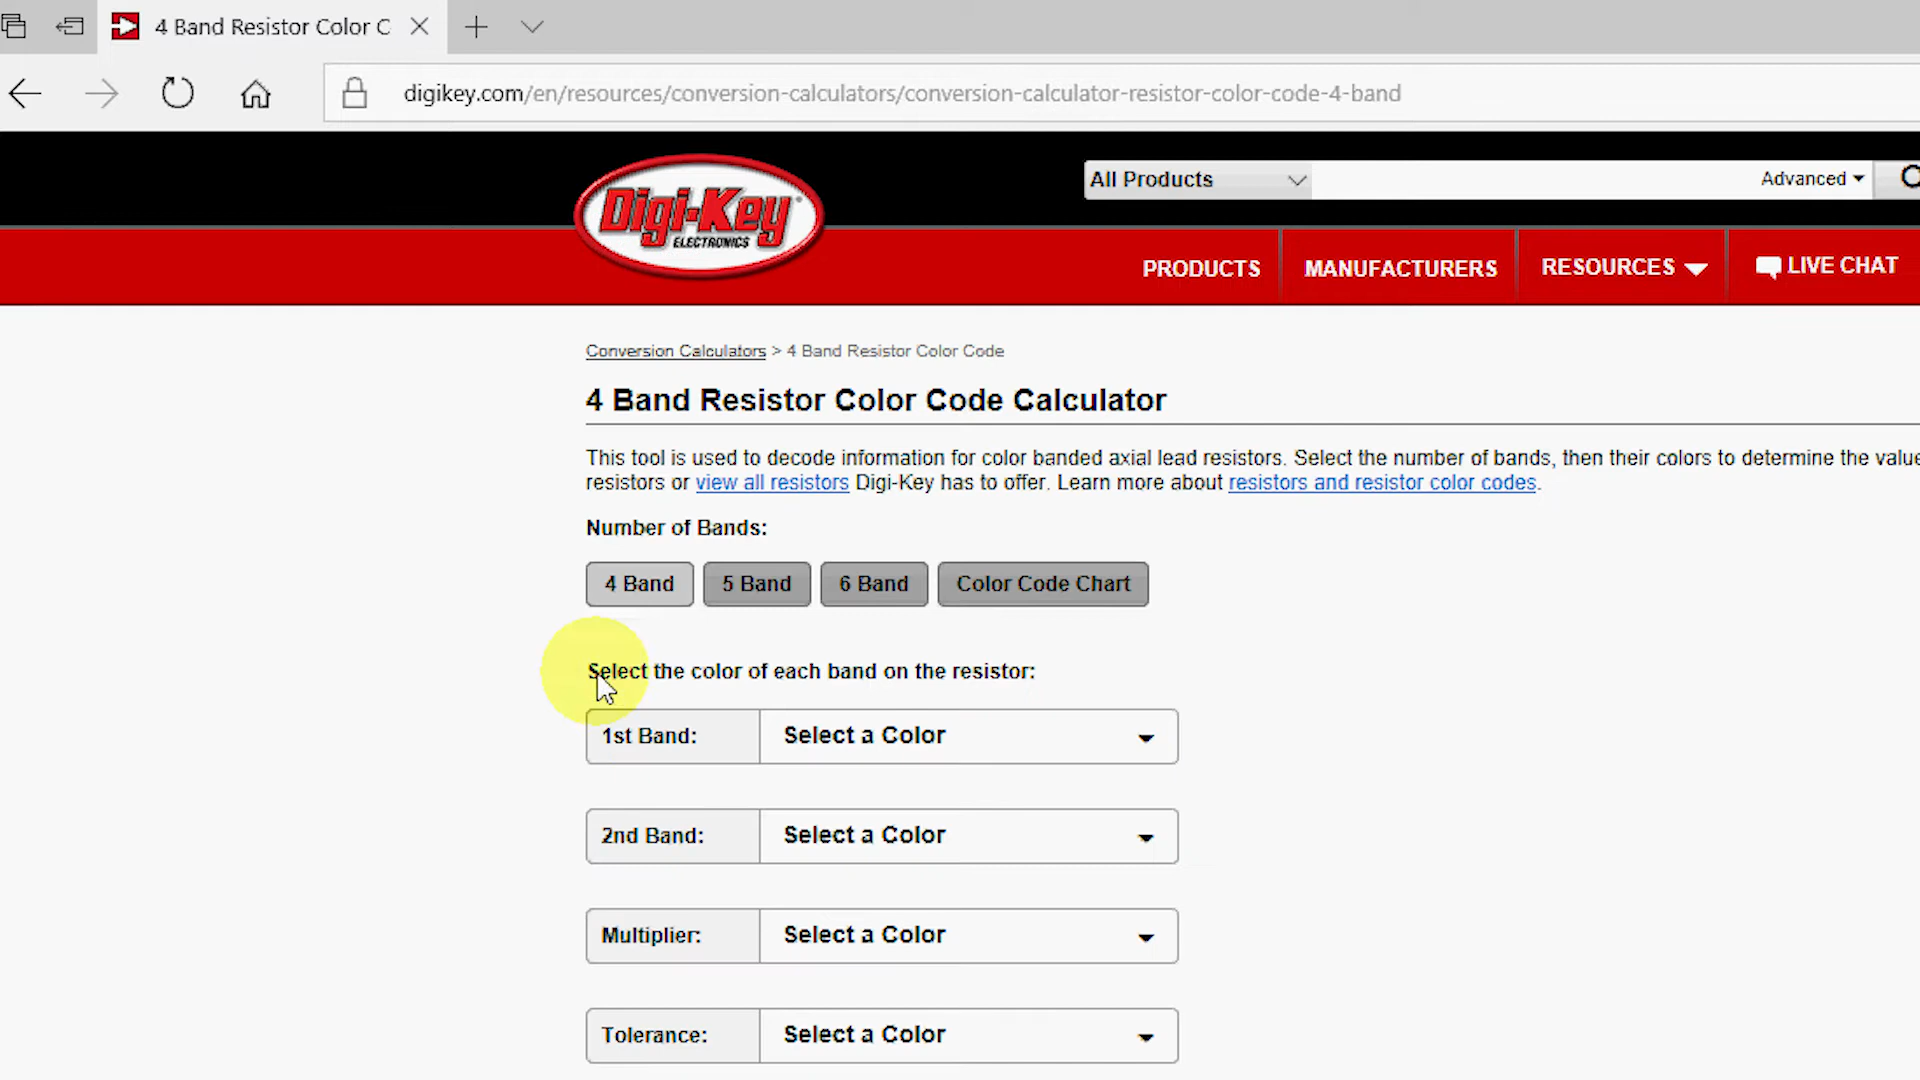 4 Band Resistor Color C
digikey.com/en/resources/conversion-calculators/conversion-calculator-resistor-color-code-4-band
All Products
Advanced
Digi-Key
ELECTRONICS
PRODUCTS
MANUFACTURERS
RESOURCES
LIVE CHAT
Conversion Calculators > 4 Band Resistor Color Code
4 Band Resistor Color Code Calculator
This tool is used to decode information for color banded axial lead resistors. Select the number of bands, then their colors to determine the value
resistors or view all resistors Digi-Key has to offer. Learn more about resistors and resistor color codes.
Number of Bands:
4 Band
5 Band
6 Band
Color Code Chart
Select the color of each band on the resistor:
1st Band:
Select a Color
2nd Band:
Select a Color
Multiplier:
Select a Color
Tolerance:
Select a Color